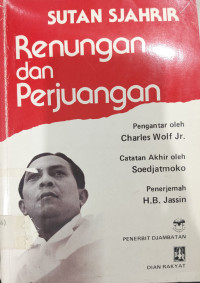 SUTAN SJAHRIR
Renungan
dan
Perjuangan
Pengantar oleh
Charles Wolf Jr.
Catatan Akhir oleh
Soedjatmoko
Penerjemah
H.B. Jassin
PENERBIT DJAMBATAN
DIAN RAKYAT